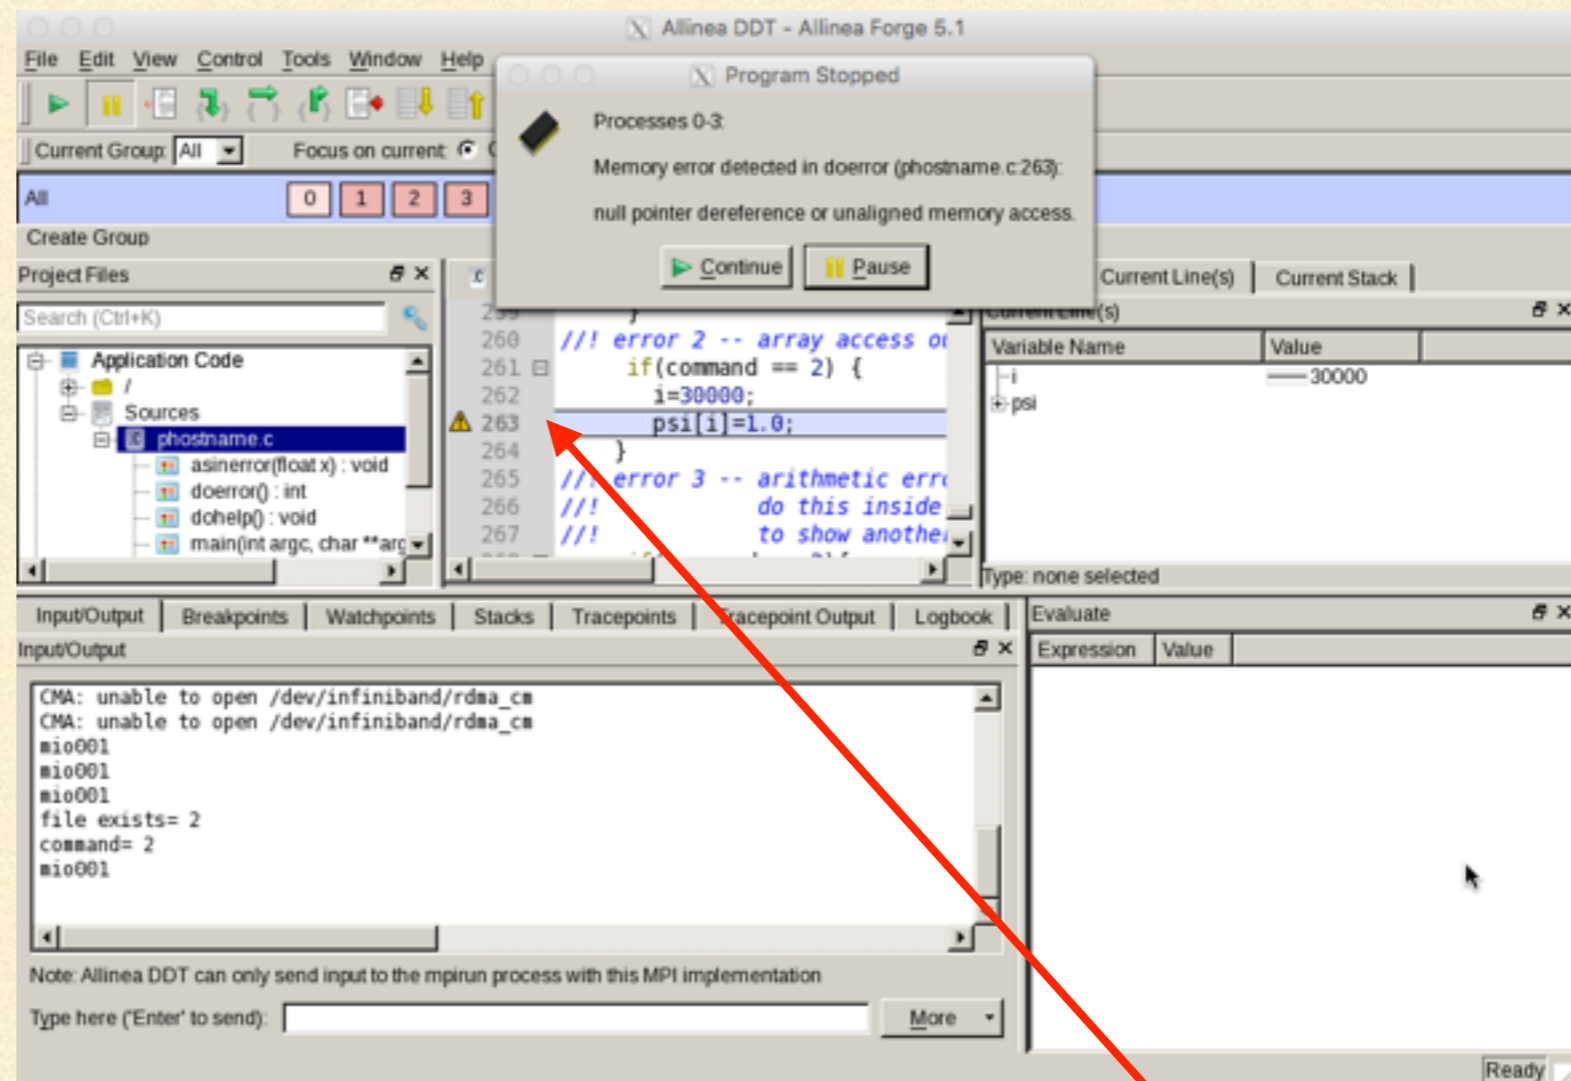 Allinea DDT - Allinea Forge 5.1
File Edit View Control Tools Window Help
Program Stopped
Processes 0-3:
Memory error detected in doerror (phostname.c:263):
null pointer dereference or unaligned memory access.
Continue Pause
Current Group: All Focus on current:
All 0 1 2 3
Create Group
Project Files
Search (Ctrl+K)
Application Code
/
Sources
phostname.c
asinerror(float x) : void
doerror() : int
dohelp() : void
main(int argc, char **arg
259 }
260 //! error 2 -- array access ou
261 if(command == 2) {
262 i=30000;
263 psi[i]=1.0;
264 }
265 //! error 3 -- arithmetic erro
266 //! do this inside
267 //! to show another
Current Line(s) Current Stack
Current Line(s)
Variable Name Value
i 30000
psi
Type: none selected
Input/Output Breakpoints Watchpoints Stacks Tracepoints Tracepoint Output Logbook
Input/Output
CMA: unable to open /dev/infiniband/rdma_cm
CMA: unable to open /dev/infiniband/rdma_cm
mio001
mio001
mio001
file exists= 2
command= 2
mio001
Note: Allinea DDT can only send input to the mpirun process with this MPI implementation
Type here ('Enter' to send): More
Evaluate
Expression Value
Ready